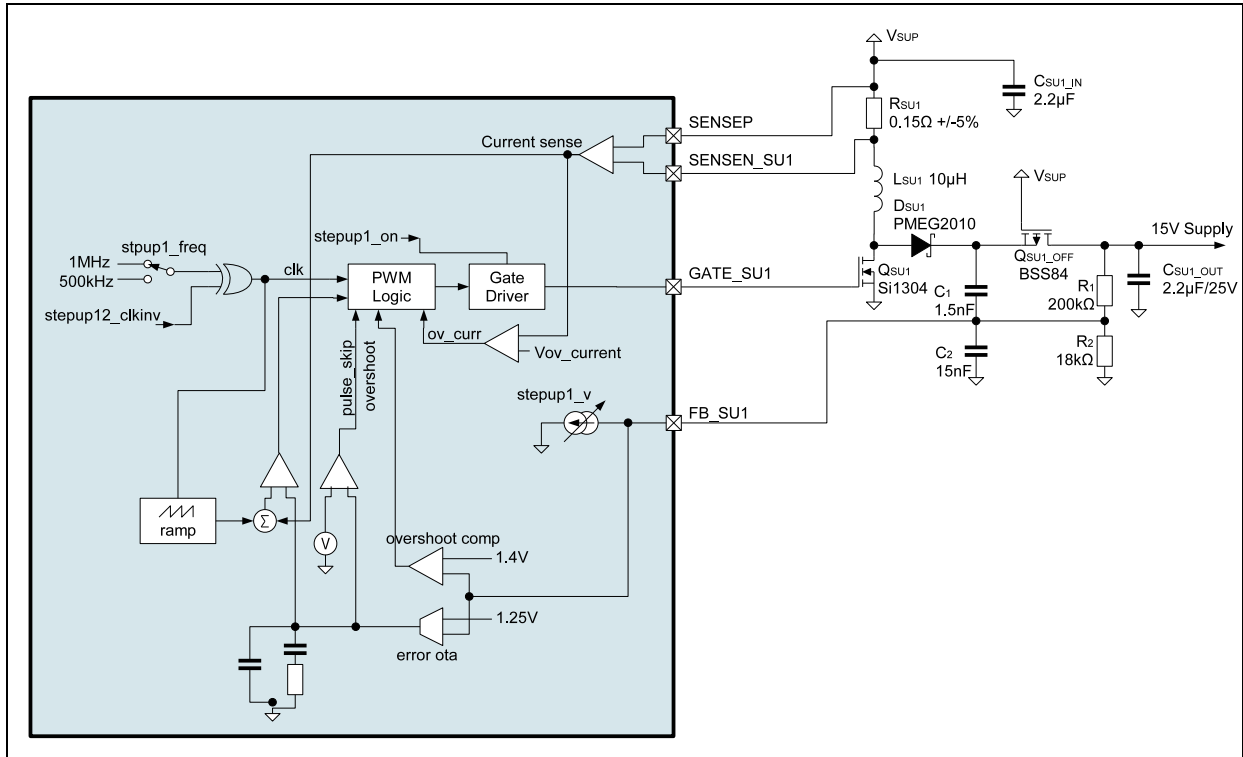 VSUP
CSU1_IN
2.2µF
RSU1
0.15Ω +/-5%
SENSEP
Current sense
SENSEN_SU1
LSU1 10µH
VSUP
DSU1
PMEG2010
15V Supply
stpup1_freq
stepup1_on
1MHz
clk
PWM
Logic
Gate
Driver
GATE_SU1
QSU1
Si1304
QSU1_OFF
BSS84
CSU1_OUT
2.2µF/25V
500kHz
C1
1.5nF
R1
200kΩ
stepup12_clkinv
ov_curr
Vov_current
pulse_skip
overshoot
C2
15nF
R2
18kΩ
stepup1_v
FB_SU1
ramp
Σ
V
overshoot comp
1.4V
1.25V
error ota